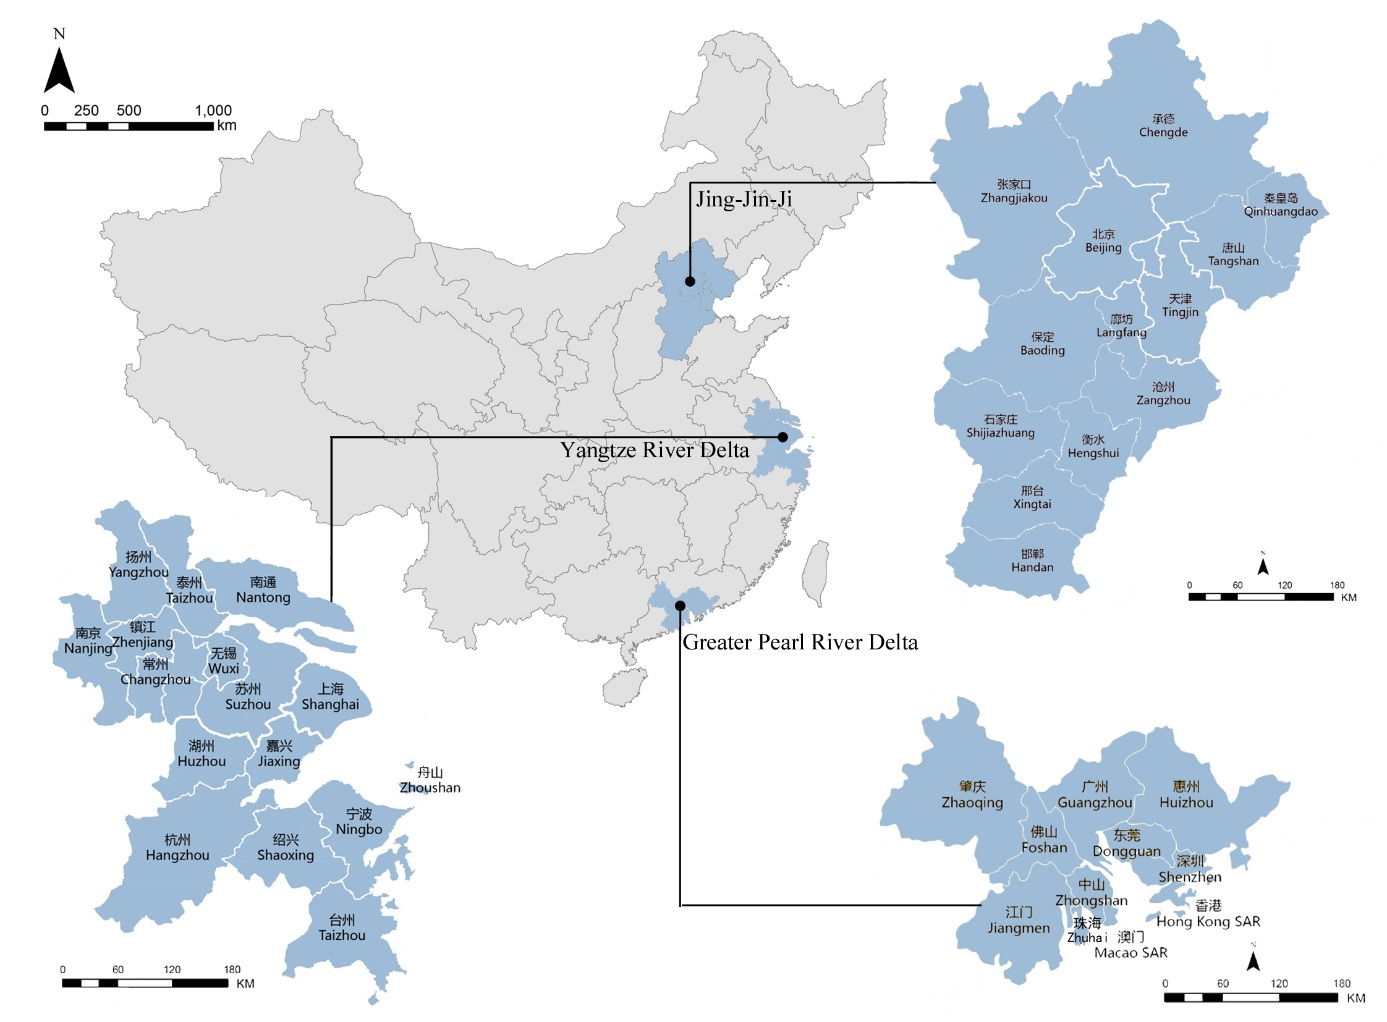 N
0 250 500 1,000
km
Jing-Jin-Ji
Yangtze River Delta
Greater Pearl River Delta
承德
Chengde
张家口
Zhangjiakou
秦皇岛
Qinhuangdao
北京
Beijing
唐山
Tangshan
天津
Tingjin
廊坊
Langfang
保定
Baoding
沧州
Zangzhou
石家庄
Shijiazhuang
衡水
Hengshui
邢台
Xingtai
邯郸
Handan
N
0 60 120 180
KM
扬州
Yangzhou
泰州
Taizhou
南通
Nantong
南京
Nanjing
镇江
Zhenjiang
常州
Changzhou
无锡
Wuxi
苏州
Suzhou
上海
Shanghai
湖州
Huzhou
嘉兴
Jiaxing
舟山
Zhoushan
宁波
Ningbo
杭州
Hangzhou
绍兴
Shaoxing
台州
Taizhou
0 60 120 180
KM
肇庆
Zhaoqing
广州
Guangzhou
惠州
Huizhou
佛山
Foshan
东莞
Dongguan
深圳
Shenzhen
中山
Zhongshan
江门
Jiangmen
香港
Hong Kong SAR
珠海
Zhuhai
澳门
Macao SAR
N
0 60 120 180
KM